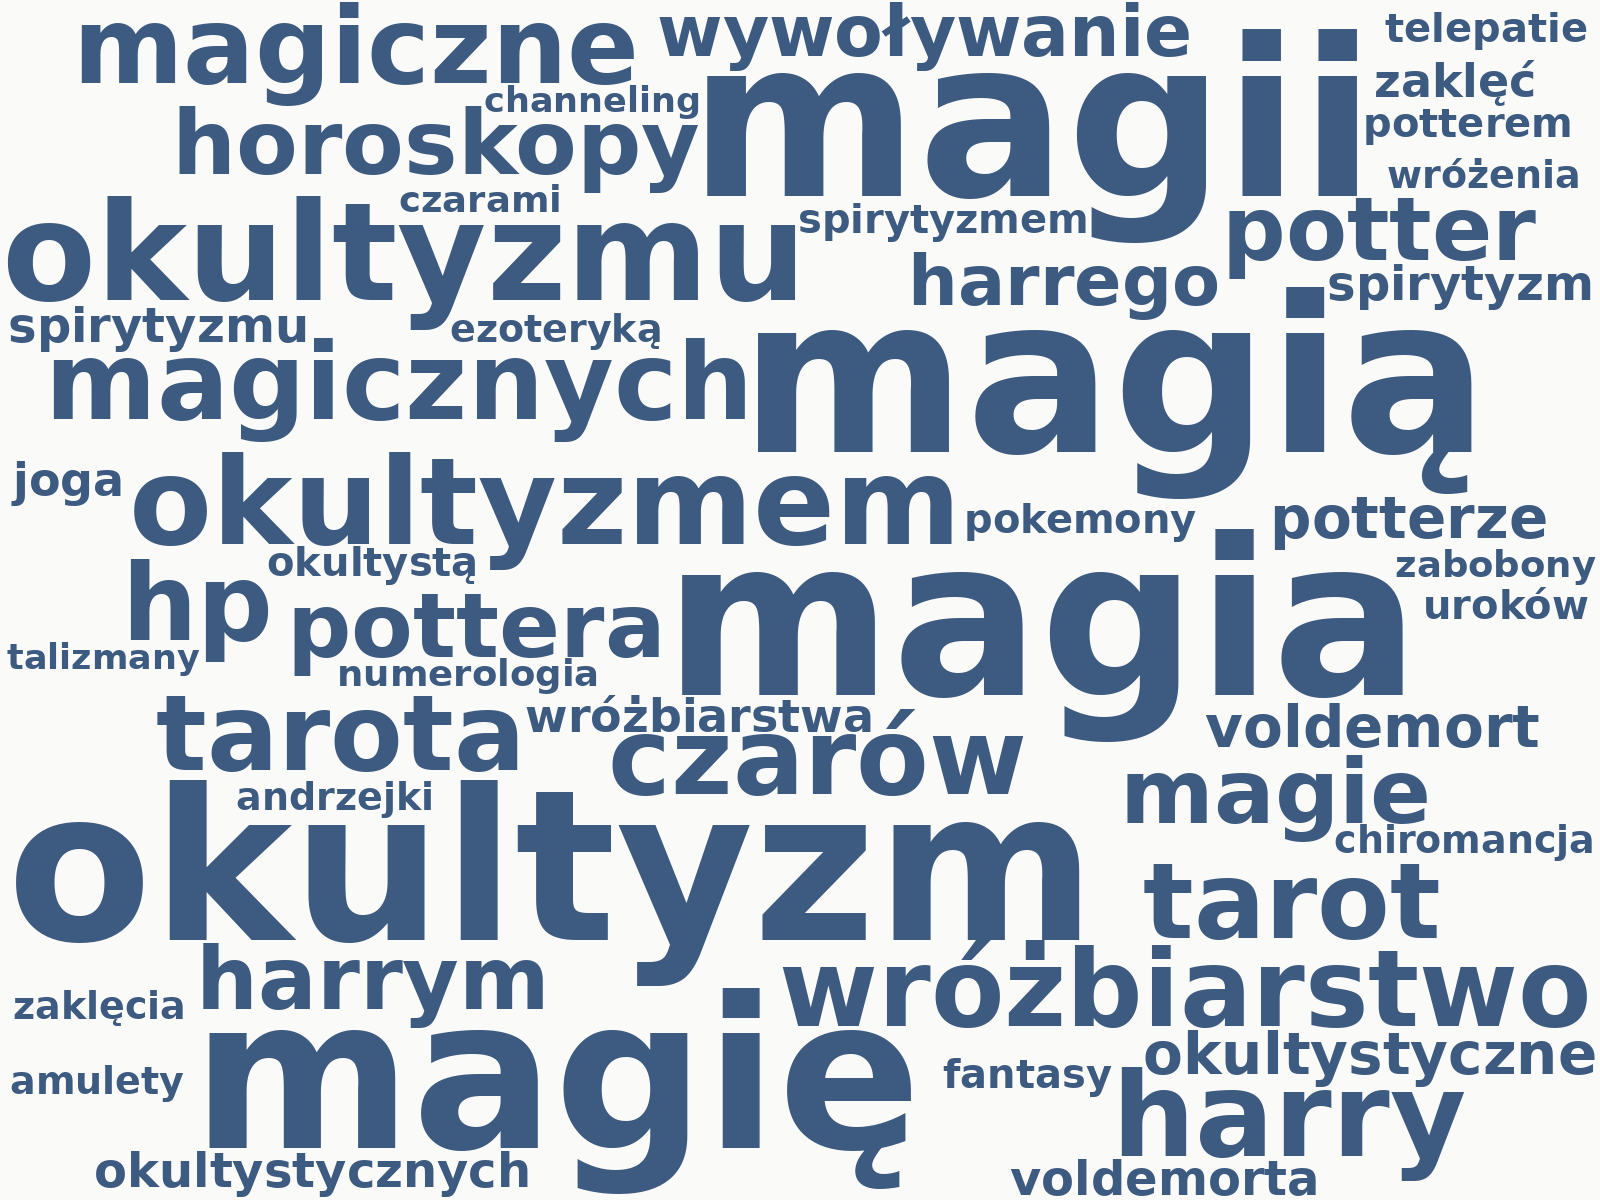 magiczne
wywoływanie
telepatie
magii
zaklęć
channeling
horoskopy
potterem
wróżenia
czarami
okultyzmu
spirytyzmem
potter
harrego
spirytyzm
spirytyzmu
ezoteryką
magicznych
magią
joga
okultyzmem
pokemony
potterze
okultystą
zabobony
hp
pottera
magia
uroków
talizmany
numerologia
tarota
wróżbiarstwa
voldemort
czarów
andrzejki
magie
okultyzm
chiromancja
tarot
harrym
wróżbiarstwo
zaklęcia
magię
okultystyczne
amulety
fantasy
harry
okultystycznych
voldemorta